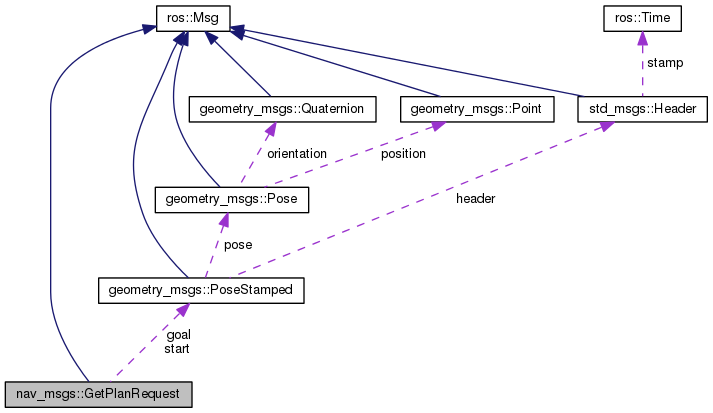 ros::Msg
ros::Time
stamp
geometry_msgs::Quaternion
geometry_msgs::Point
std_msgs::Header
orientation
position
geometry_msgs::Pose
header
pose
geometry_msgs::PoseStamped
goal
start
nav_msgs::GetPlanRequest